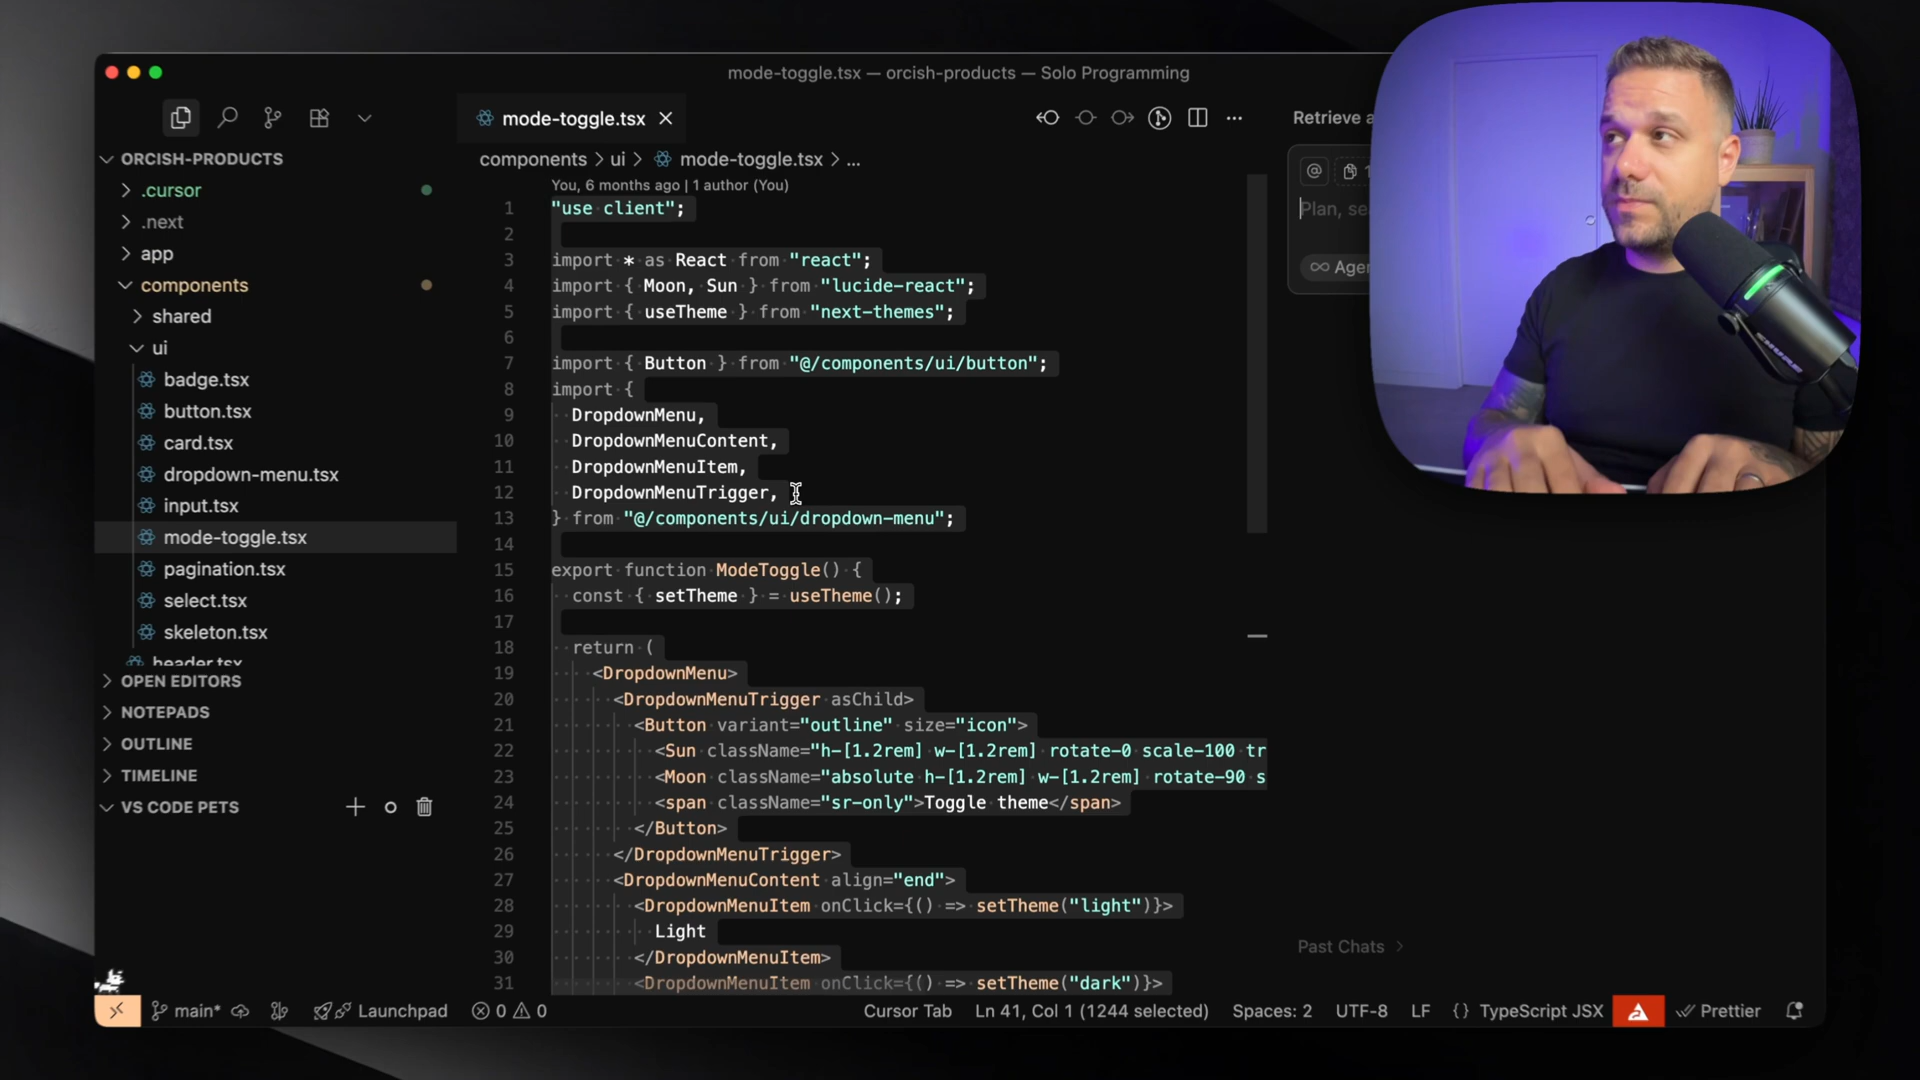 mode-toggle.tsx — orcish-products — Solo Programming
mode-toggle.tsx
Retrieve a
ORCISH-PRODUCTS
.cursor
.next
app
components
shared
ui
badge.tsx
button.tsx
card.tsx
dropdown-menu.tsx
input.tsx
mode-toggle.tsx
pagination.tsx
select.tsx
skeleton.tsx
header.tsx
OPEN EDITORS
NOTEPADS
OUTLINE
TIMELINE
VS CODE PETS
components > ui > mode-toggle.tsx > ...
You, 6 months ago | 1 author (You)
1 "use client";
2
3 import * as React from "react";
4 import { Moon, Sun } from "lucide-react";
5 import { useTheme } from "next-themes";
6
7 import { Button } from "@/components/ui/button";
8 import {
9 DropdownMenu,
10 DropdownMenuContent,
11 DropdownMenuItem,
12 DropdownMenuTrigger,
13 } from "@/components/ui/dropdown-menu";
14
15 export function ModeToggle() {
16 const { setTheme } = useTheme();
17
18 return (
19 <DropdownMenu>
20 <DropdownMenuTrigger asChild>
21 <Button variant="outline" size="icon">
22 <Sun className="h-[1.2rem] w-[1.2rem] rotate-0 scale-100 tr
23 <Moon className="absolute h-[1.2rem] w-[1.2rem] rotate-90 s
24 <span className="sr-only">Toggle theme</span>
25 </Button>
26 </DropdownMenuTrigger>
27 <DropdownMenuContent align="end">
28 <DropdownMenuItem onClick={() => setTheme("light")}>
29 Light
30 </DropdownMenuItem>
31 <DropdownMenuItem onClick={() => setTheme("dark")}>
@ 1
Plan, se
∞ Agen
SHURE
Past Chats >
main* Launchpad 0 0 Cursor Tab Ln 41, Col 1 (1244 selected) Spaces: 2 UTF-8 LF {} TypeScript JSX Prettier